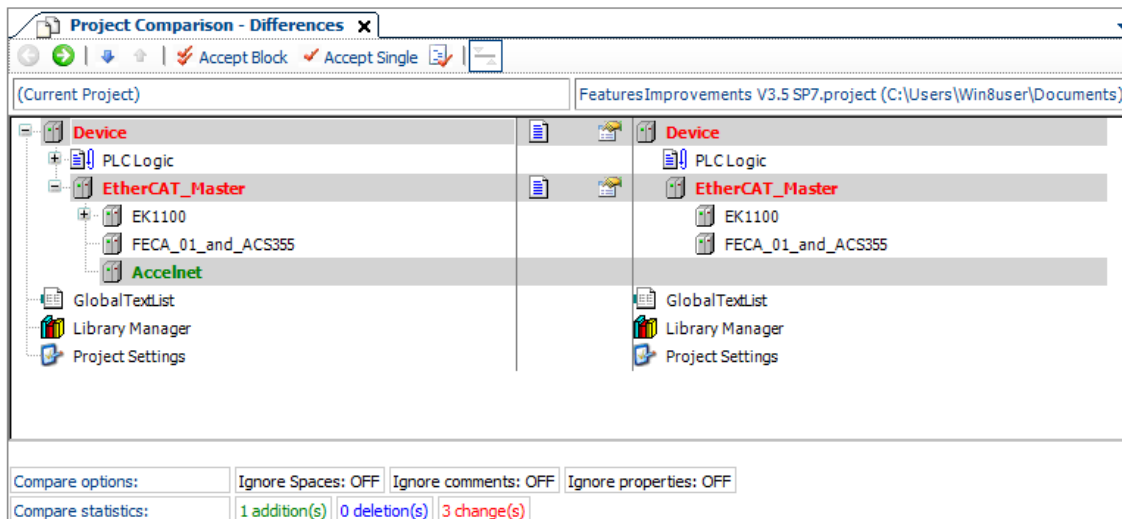 Project Comparison - Differences X
Accept Block Accept Single
(Current Project) FeaturesImprovements V3.5 SP7.project (C:\Users\Win8user\Documents)
Device Device
PLC Logic PLC Logic
EtherCAT_Master EtherCAT_Master
EK1100 EK1100
FECA_01_and_ACS355 FECA_01_and_ACS355
Accelnet
GlobalTextList GlobalTextList
Library Manager Library Manager
Project Settings Project Settings
Compare options: Ignore Spaces: OFF Ignore comments: OFF Ignore properties: OFF
Compare statistics: 1 addition(s) 0 deletion(s) 3 change(s)